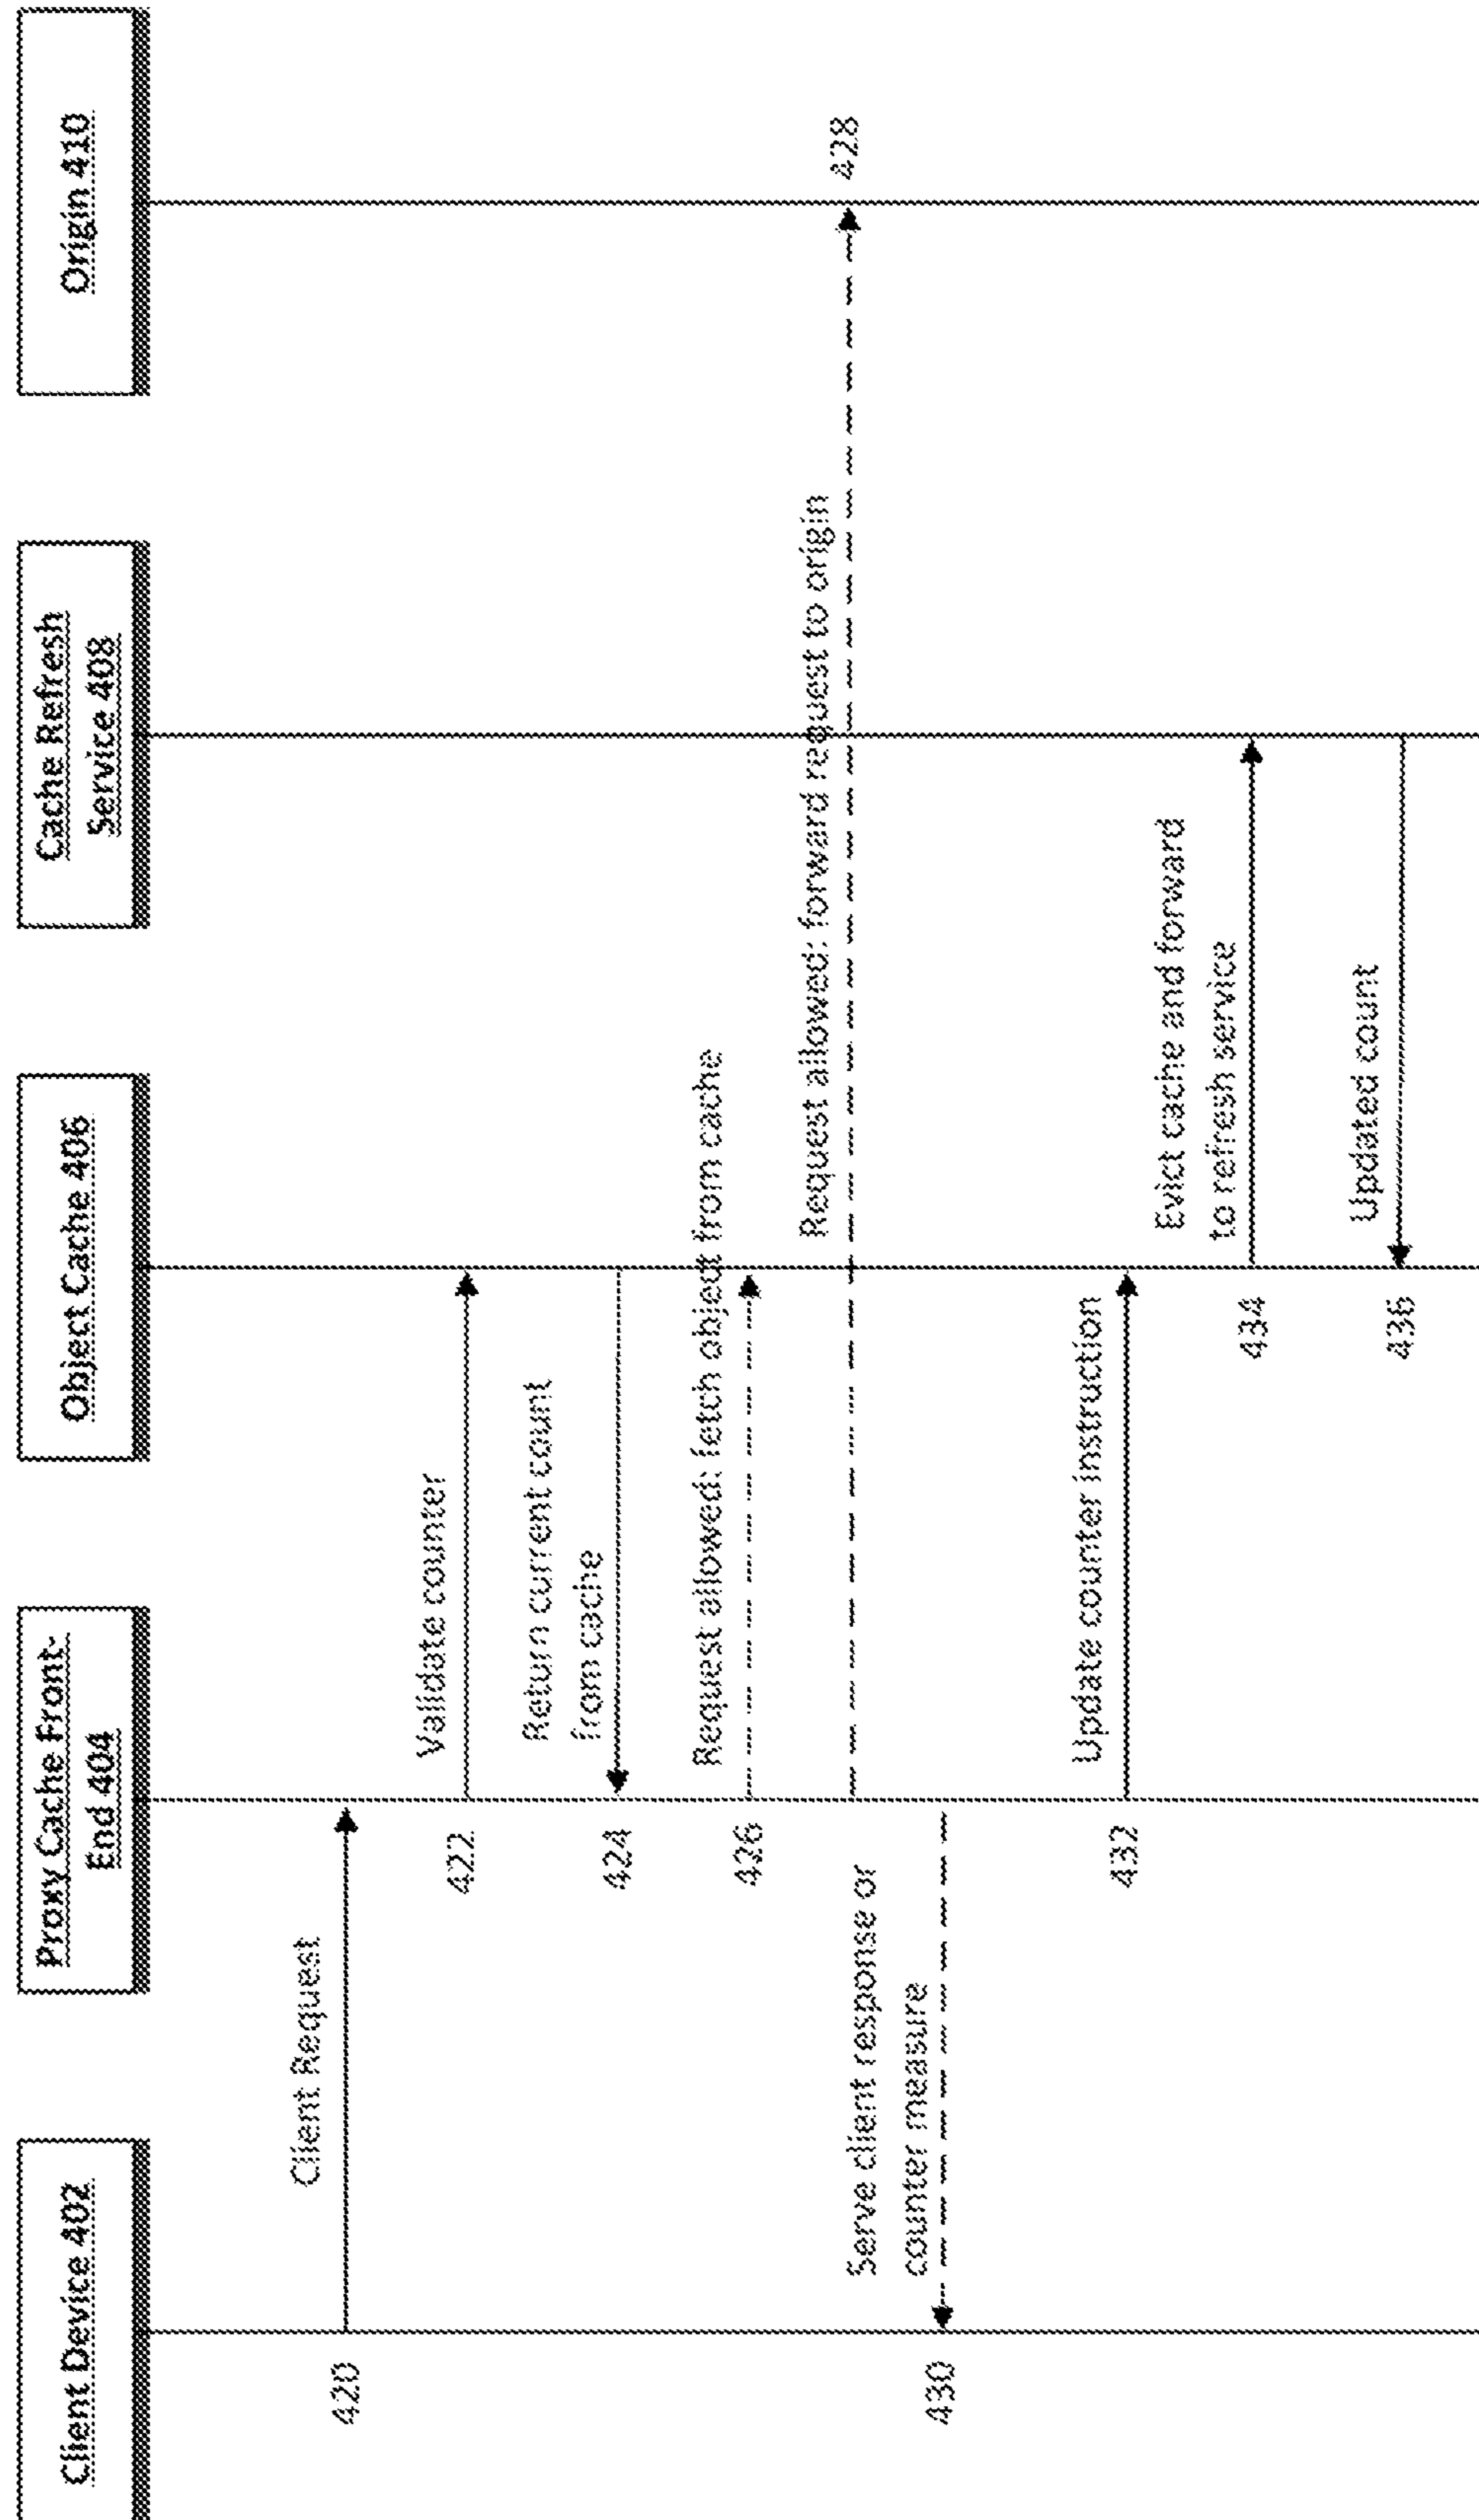 Client Device 402
Proxy Cache Front-
End 404
Object Cache 406
Cache Refresh
Service 408
Origin 410
420
Client Request
422
Validate counter
424
Return current count
from cache
426
Request allowed: fetch object from cache
Request allowed: forward request to origin
428
430
Serve client response or
counter measure
432
Update counter instruction
434
Evict cache and forward
to refresh service
436
Updated count